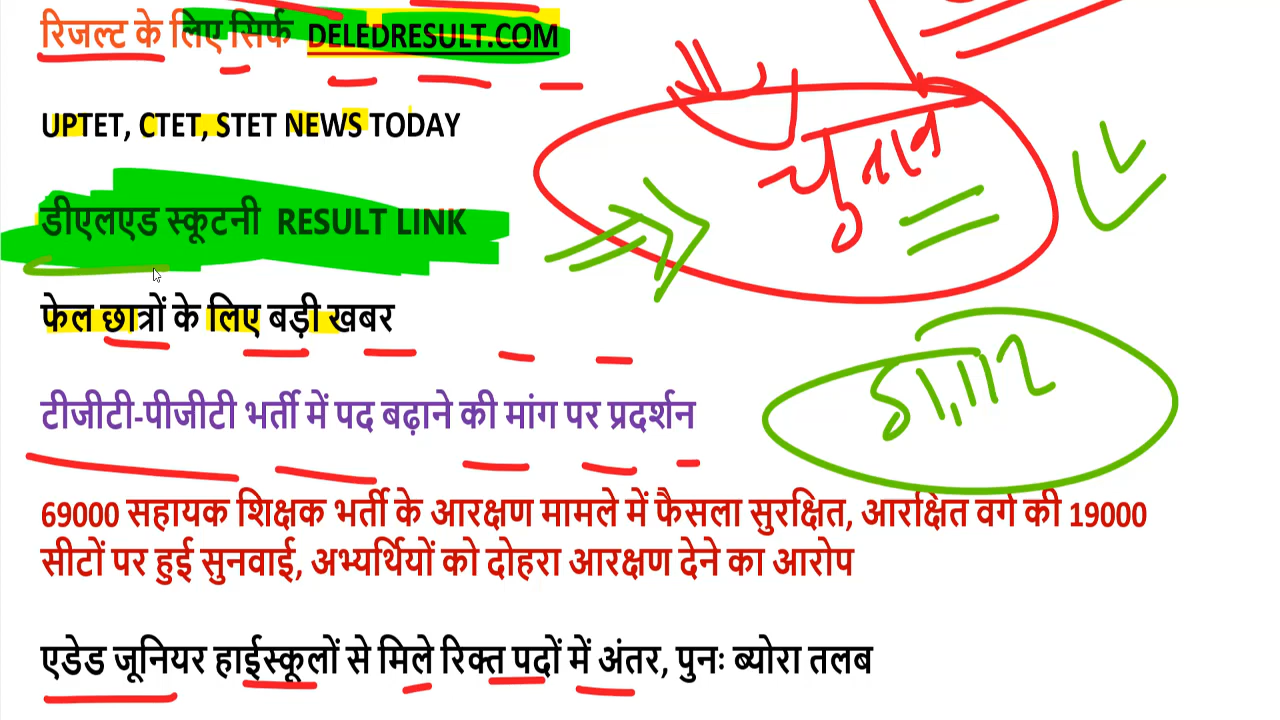 रिजल्ट के लिए सिर्फ DELEDRESULT.COM
UPTET, CTET, STET NEWS TODAY
चुनाव
डीएलएड स्कूटनी RESULT LINK
फेल छात्रों के लिए बड़ी खबर
टीजीटी-पीजीटी भर्ती में पद बढ़ाने की मांग पर प्रदर्शन
69000 सहायक शिक्षक भर्ती के आरक्षण मामले में फैसला सुरक्षित, आरक्षित वर्ग की 19000
सीटों पर हुई सुनवाई, अभ्यर्थियों को दोहरा आरक्षण देने का आरोप
एडेड जूनियर हाईस्कूलों से मिले रिक्त पदों में अंतर, पुनः ब्योरा तलब